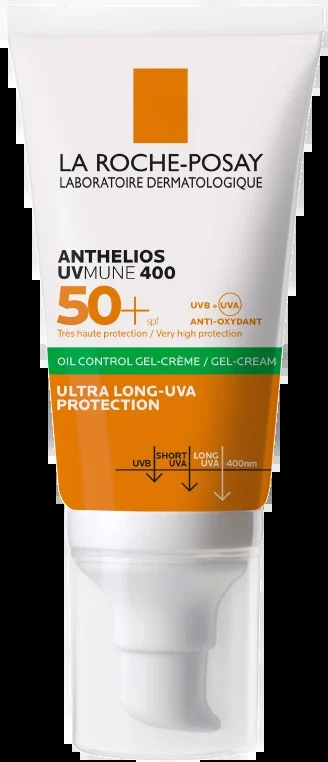 LA ROCHE-POSAY
LABORATOIRE DERMATOLOGIQUE
ANTHELIOS
UVMUNE 400
50+ spf
UVB + UVA
ANTI-OXYDANT
Très haute protection / Very high protection
OIL CONTROL GEL-CRÈME / GEL-CREAM
ULTRA LONG-UVA
PROTECTION
UVB
SHORT
UVA
LONG
UVA
400nm